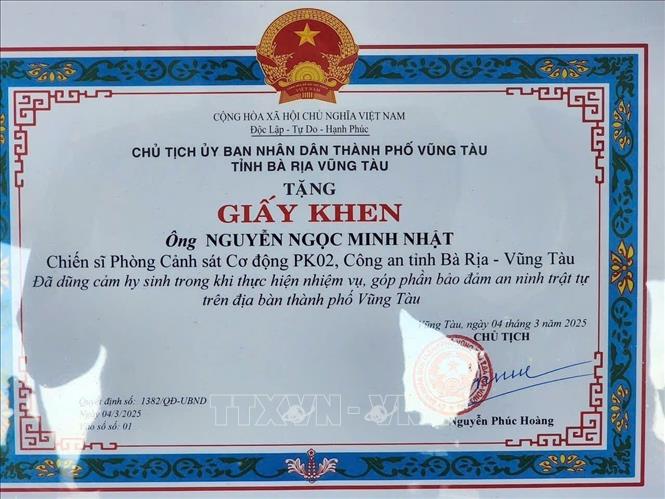 CỘNG HÒA XÃ HỘI CHỦ NGHĨA VIỆT NAM
Độc Lập - Tự Do - Hạnh Phúc
CHỦ TỊCH ỦY BAN NHÂN DÂN THÀNH PHỐ VŨNG TÀU
TỈNH BÀ RỊA VŨNG TÀU
TẶNG
GIẤY KHEN
Ông NGUYỄN NGỌC MINH NHẬT
Chiến sĩ Phòng Cảnh sát Cơ động PK02, Công an tỉnh Bà Rịa - Vũng Tàu
Đã dũng cảm hy sinh trong khi thực hiện nhiệm vụ, góp phần bảo đảm an ninh trật tự
trên địa bàn thành phố Vũng Tàu
Vũng Tàu, ngày 04 tháng 3 năm 2025
CHỦ TỊCH
Nguyễn Phúc Hoàng
Quyết định số: 1382/QĐ-UBND
Ngày 04/3/2025
Vào sổ số: 01
TTXVN - VNA